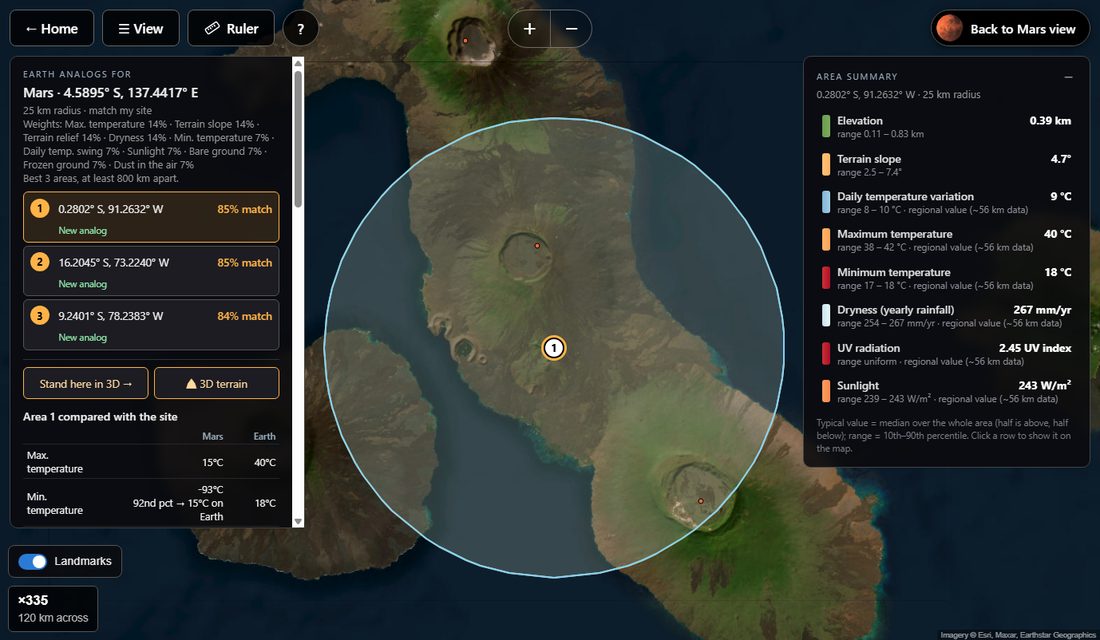 ← Home
☰ View
Ruler
?
+
−
Back to Mars view
EARTH ANALOGS FOR
Mars · 4.5895° S, 137.4417° E
25 km radius · match my site
Weights: Max. temperature 14% · Terrain slope 14% ·
Terrain relief 14% · Dryness 14% · Min. temperature 7% ·
Daily temp. swing 7% · Sunlight 7% · Bare ground 7% ·
Frozen ground 7% · Dust in the air 7%
Best 3 areas, at least 800 km apart.
1 0.2802° S, 91.2632° W 85% match
New analog
2 16.2045° S, 73.2240° W 85% match
New analog
3 9.2401° S, 78.2383° W 84% match
New analog
Stand here in 3D →
3D terrain
Area 1 compared with the site
Mars Earth
Max.
temperature 15°C 40°C
Min.
temperature -93°C
92nd pct → 15°C on
Earth 18°C
Landmarks
×335
120 km across
1
AREA SUMMARY −
0.2802° S, 91.2632° W · 25 km radius
Elevation 0.39 km
range 0.11 – 0.83 km
Terrain slope 4.7°
range 2.5 – 7.4°
Daily temperature variation 9 °C
range 8 – 10 °C · regional value (~56 km data)
Maximum temperature 40 °C
range 38 – 42 °C · regional value (~56 km data)
Minimum temperature 18 °C
range 17 – 18 °C · regional value (~56 km data)
Dryness (yearly rainfall) 267 mm/yr
range 254 – 267 mm/yr · regional value (~56 km data)
UV radiation 2.45 UV index
range uniform · regional value (~56 km data)
Sunlight 243 W/m²
range 239 – 243 W/m² · regional value (~56 km data)
Typical value = median over the whole area (half is above, half
below); range = 10th–90th percentile. Click a row to show it on
the map.
Imagery © Esri, Maxar, Earthstar Geographics